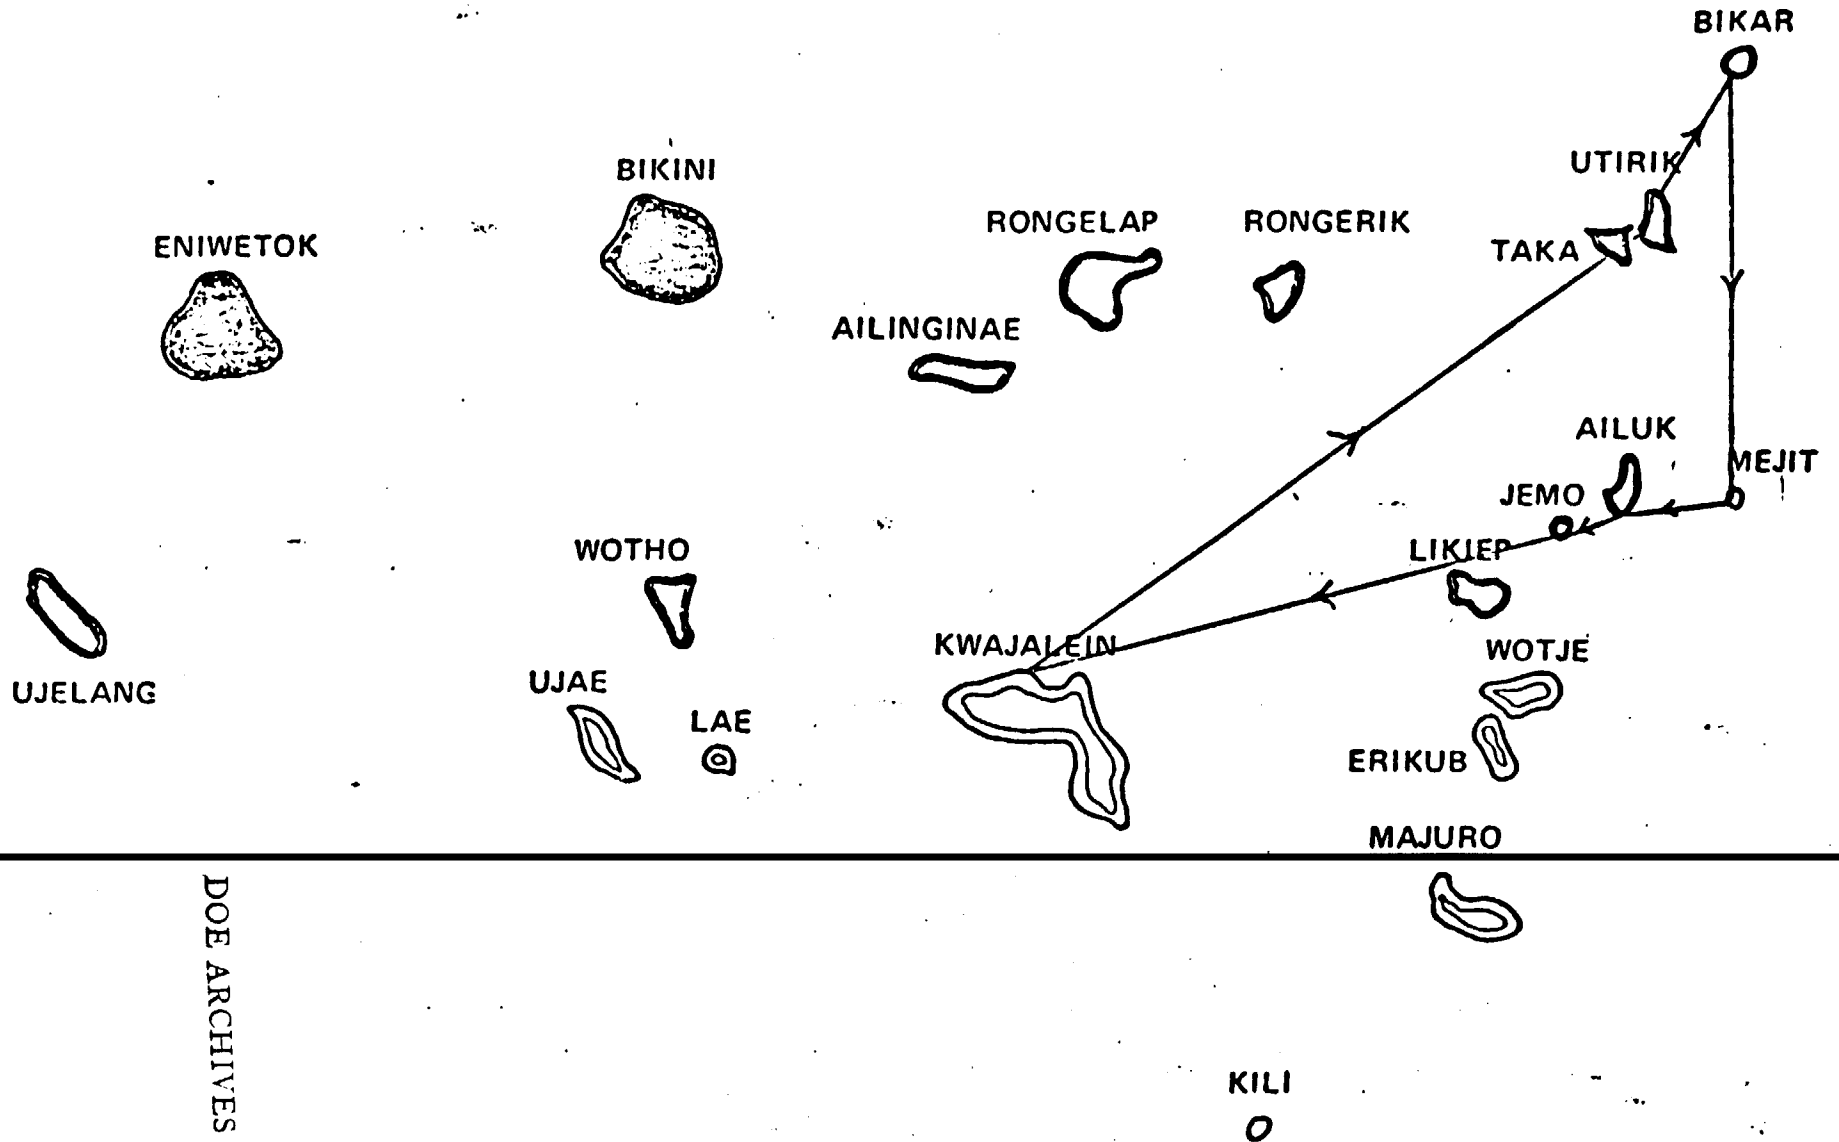 BIKAR
UTIRIK
BIKINI
RONGELAP
RONGERIK
TAKA
ENIWETOK
AILINGINAE
AILUK
MEJIT
JEMO
WOTHO
LIKIEP
KWAJALEIN
WOTJE
UJELANG
UJAE
LAE
ERIKUB
MAJURO
DOE ARCHIVES
KILI